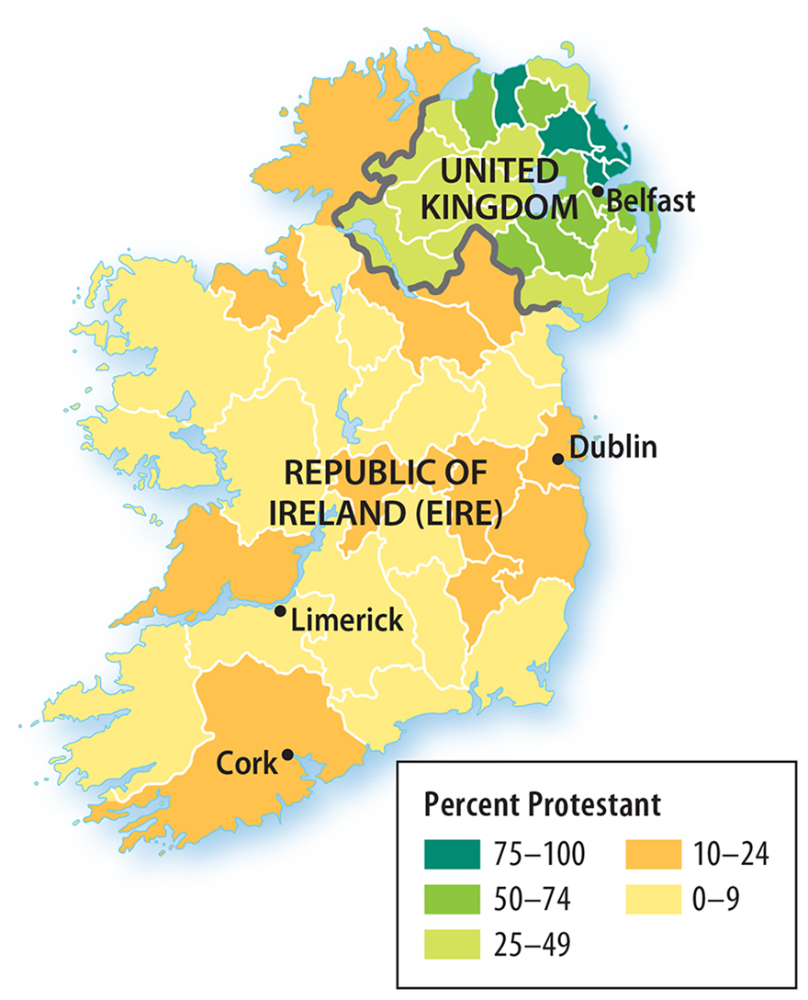 UNITED
KINGDOM
Belfast
Dublin
REPUBLIC OF
IRELAND (EIRE)
Limerick
Cork
Percent Protestant
75–100
50–74
25–49
10–24
0–9